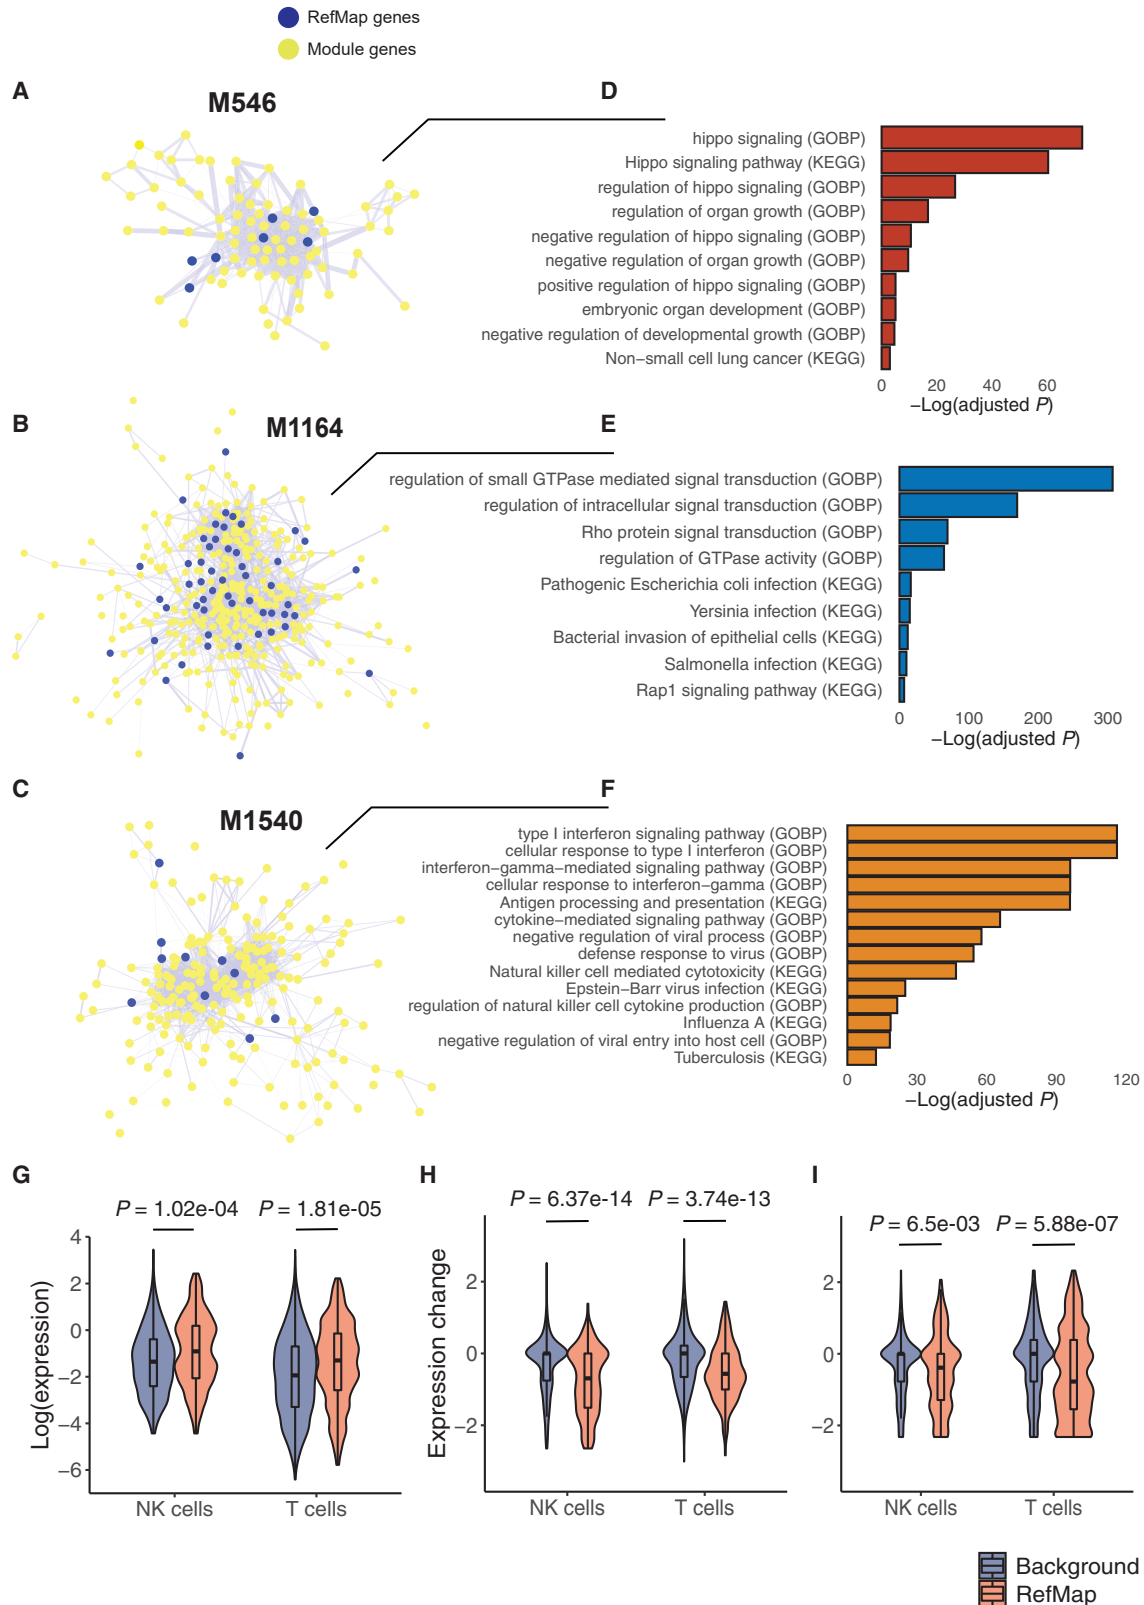 RefMap genes
Module genes
A
M546
D
hippo signaling (GOBP)
Hippo signaling pathway (KEGG)
regulation of hippo signaling (GOBP)
regulation of organ growth (GOBP)
negative regulation of hippo signaling (GOBP)
negative regulation of organ growth (GOBP)
positive regulation of hippo signaling (GOBP)
embryonic organ development (GOBP)
negative regulation of developmental growth (GOBP)
Non−small cell lung cancer (KEGG)
0 20 40 60
−Log(adjusted P)
B
M1164
E
regulation of small GTPase mediated signal transduction (GOBP)
regulation of intracellular signal transduction (GOBP)
Rho protein signal transduction (GOBP)
regulation of GTPase activity (GOBP)
Pathogenic Escherichia coli infection (KEGG)
Yersinia infection (KEGG)
Bacterial invasion of epithelial cells (KEGG)
Salmonella infection (KEGG)
Rap1 signaling pathway (KEGG)
0 100 200 300
−Log(adjusted P)
C
M1540
F
type I interferon signaling pathway (GOBP)
cellular response to type I interferon (GOBP)
interferon−gamma−mediated signaling pathway (GOBP)
cellular response to interferon−gamma (GOBP)
Antigen processing and presentation (KEGG)
cytokine−mediated signaling pathway (GOBP)
negative regulation of viral process (GOBP)
defense response to virus (GOBP)
Natural killer cell mediated cytotoxicity (KEGG)
Epstein−Barr virus infection (KEGG)
regulation of natural killer cell cytokine production (GOBP)
Influenza A (KEGG)
negative regulation of viral entry into host cell (GOBP)
Tuberculosis (KEGG)
0 30 60 90 120
−Log(adjusted P)
G
P = 1.02e-04 P = 1.81e-05
Log(expression)
4
2
0
−2
−4
−6
NK cells T cells
H
P = 6.37e-14 P = 3.74e-13
Expression change
2
0
−2
NK cells T cells
I
P = 6.5e-03 P = 5.88e-07
2
0
−2
NK cells T cells
Background
RefMap